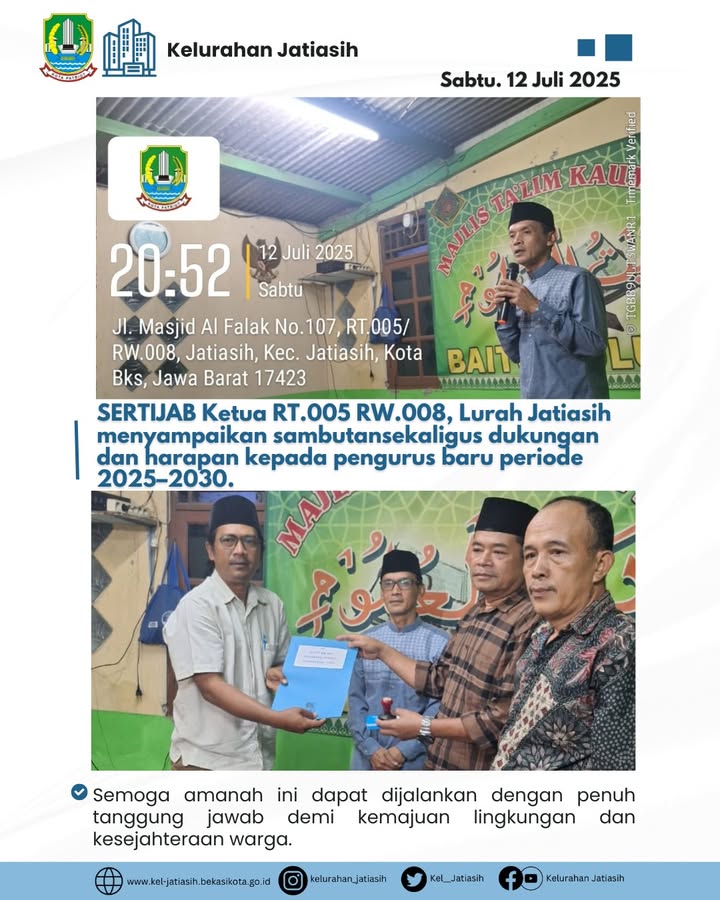 KOTA PATRIOT
Kelurahan Jatiasih
Sabtu. 12 Juli 2025
KOTA PATRIOT
20:52
12 Juli 2025
Sabtu
Jl. Masjid Al Falak No.107, RT.005/
RW.008, Jatiasih, Kec. Jatiasih, Kota
Bks, Jawa Barat 17423
MAJLIS TA'LIM KAU
BAIT
Timemark Verified
SERTIJAB Ketua RT.005 RW.008, Lurah Jatiasih
menyampaikan sambutansekaligus dukungan
dan harapan kepada pengurus baru periode
2025–2030.
Semoga amanah ini dapat dijalankan dengan penuh
tanggung jawab demi kemajuan lingkungan dan
kesejahteraan warga.
www.kel-jatiasih.bekasikota.go.id
kelurahan_jatiasih
Kel__Jatiasih
Kelurahan Jatiasih